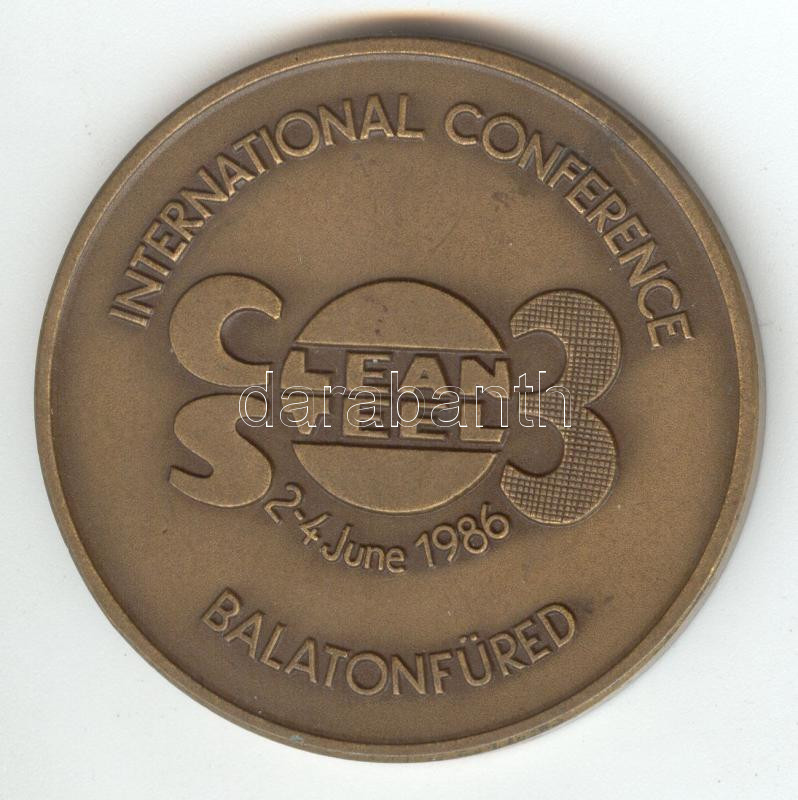 INTERNATIONAL CONFERENCE
CLEAN 3
STEEL
2-4 June 1986
BALATONFÜRED
darabanth